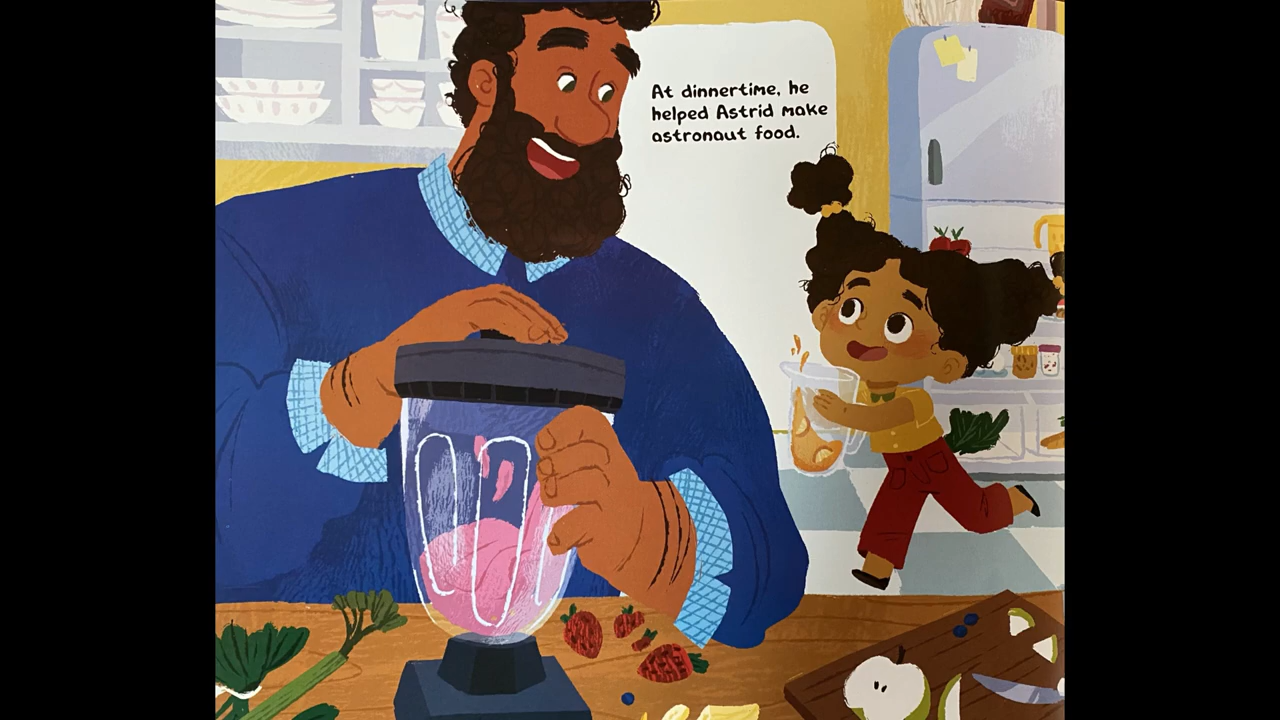 At dinnertime, he
helped Astrid make
astronaut food.